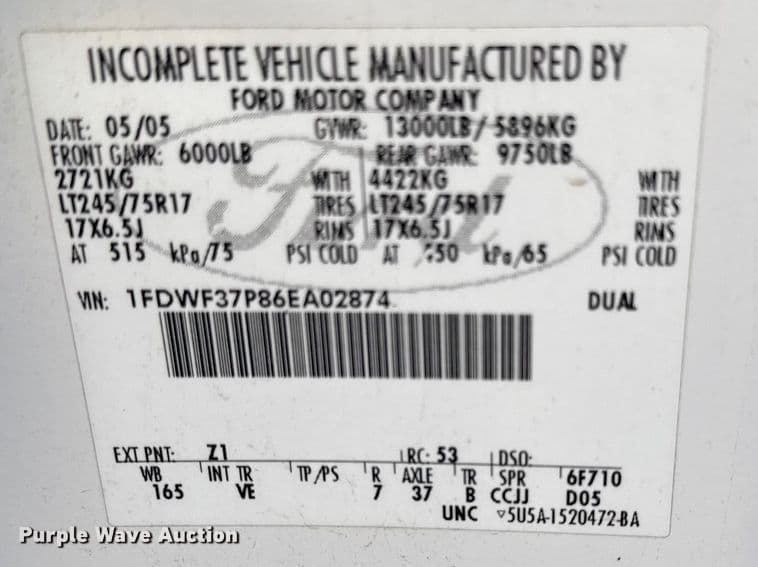 INCOMPLETE VEHICLE MANUFACTURED BY
FORD MOTOR COMPANY
DATE: 05/05 GVWR: 13000LB/5896KG
FRONT GAWR: 6000LB REAR GAWR: 9750LB
2721KG WITH 4422KG WITH
LT245/75R17 TIRES LT245/75R17 TIRES
17X6.5J RIMS 17X6.5J RIMS
AT 515 kPa/75 PSI COLD AT kPa/65 PSI COLD
VIN: 1FDWF37P86EA02874 DUAL
Ford
EXT PNT: Z1 RC: 53 DSO:
WB INT TR TP/PS R AXLE TR SPR 6F710
165 VE 7 37 B CCJJ D05
UNC ▽5U5A-1520472-BA
Purple Wave Auction